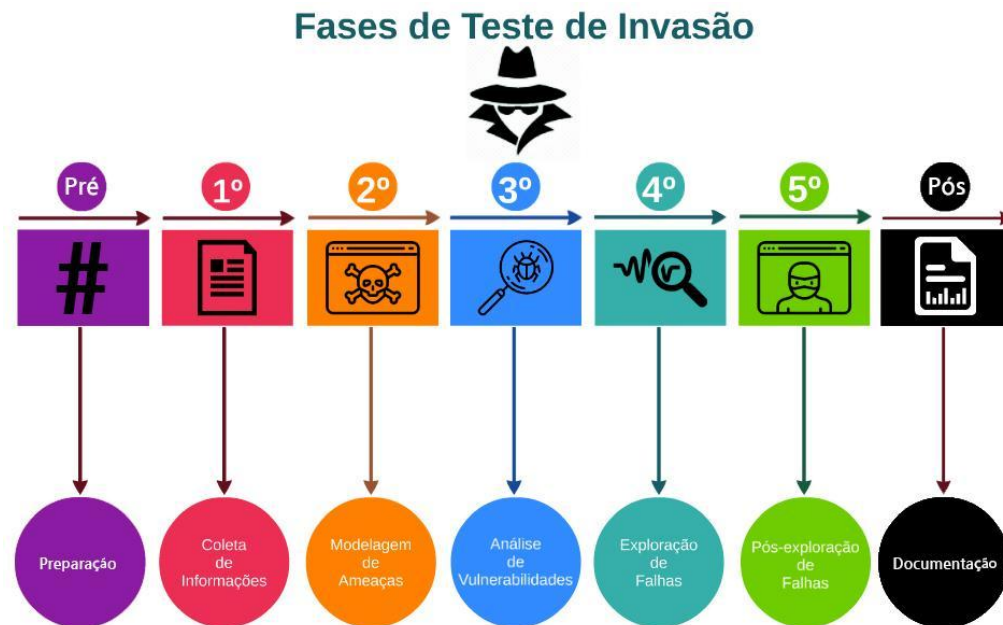 Fases de Teste de Invasão
Pré
1º
2º
3º
4º
5º
Pós
#
Preparação
Coleta
de
Informações
Modelagem
de
Ameaças
Análise
de
Vulnerabilidades
Exploração
de
Falhas
Pós-exploração
de
Falhas
Documentação